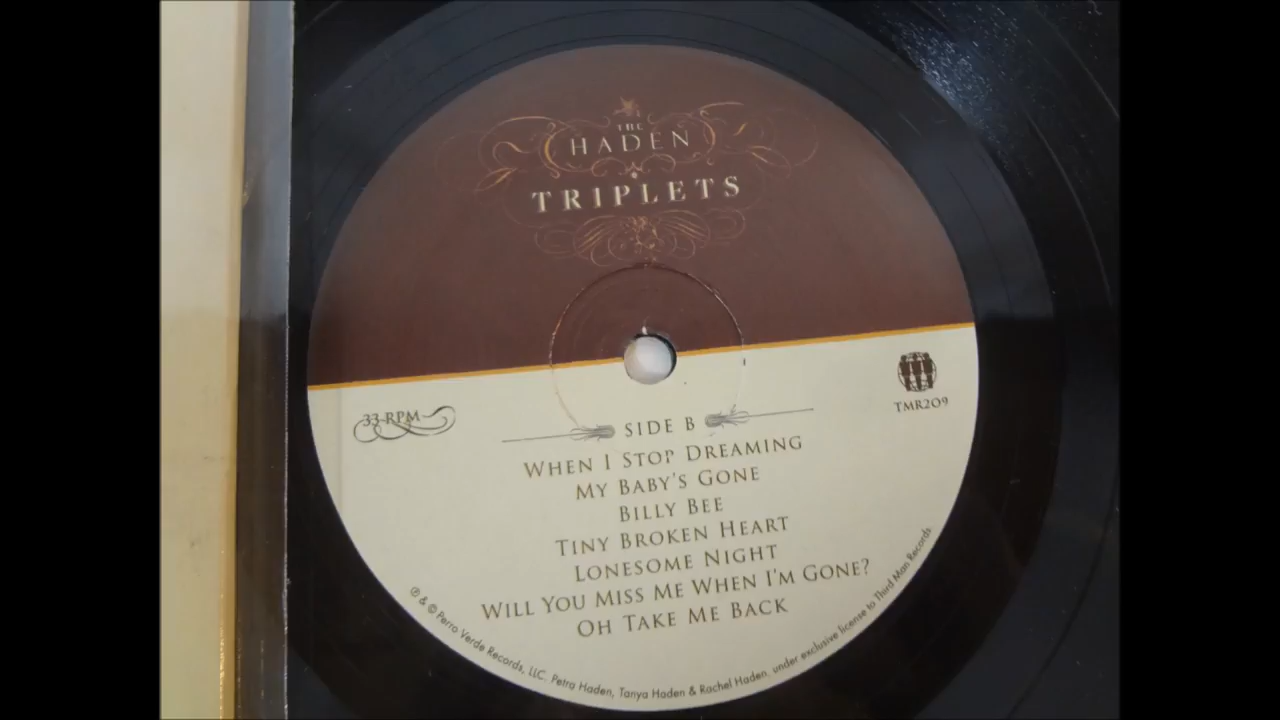 THE
HADEN
TRIPLETS
33 RPM
TMR209
SIDE B
WHEN I STOP DREAMING
MY BABY'S GONE
BILLY BEE
TINY BROKEN HEART
LONESOME NIGHT
WILL YOU MISS ME WHEN I'M GONE?
OH TAKE ME BACK
℗ & © Perro Verde Records, LLC. Petra Haden, Tanya Haden & Rachel Haden, under exclusive license to Third Man Records